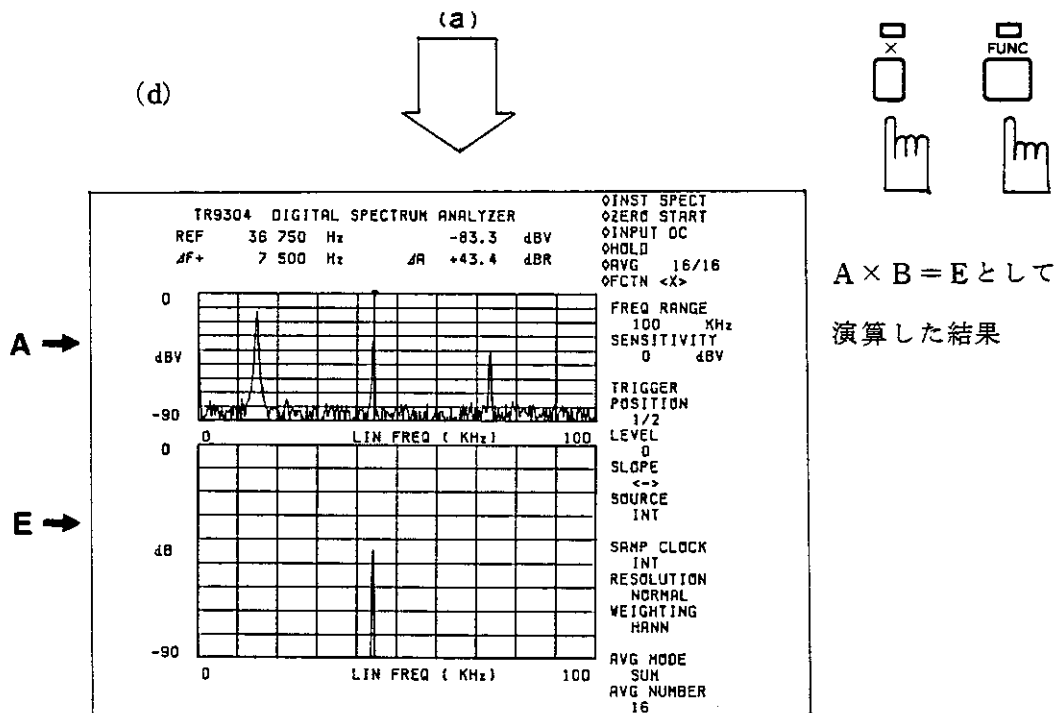 (a)
(d)
×
FUNC
A × B = E として
演算した結果
TR9304 DIGITAL SPECTRUM ANALYZER
REF 36 750 Hz -83.3 dBV
ΔF+ 7 500 Hz ΔA +43.4 dBR
◊INST SPECT
◊ZERO START
◊INPUT DC
◊HOLD
◊AVG 16/16
◊FCTN <X>
FREQ RANGE
100 KHz
SENSITIVITY
0 dBV
TRIGGER
POSITION
1/2
LEVEL
0
SLOPE
<->
SOURCE
INT
SAMP CLOCK
INT
RESOLUTION
NORMAL
WEIGHTING
HANN
AVG MODE
SUM
AVG NUMBER
16
A
0
dBV
-90
0 LIN FREQ ( KHz) 100
E
0
dB
-90
0 LIN FREQ ( KHz) 100